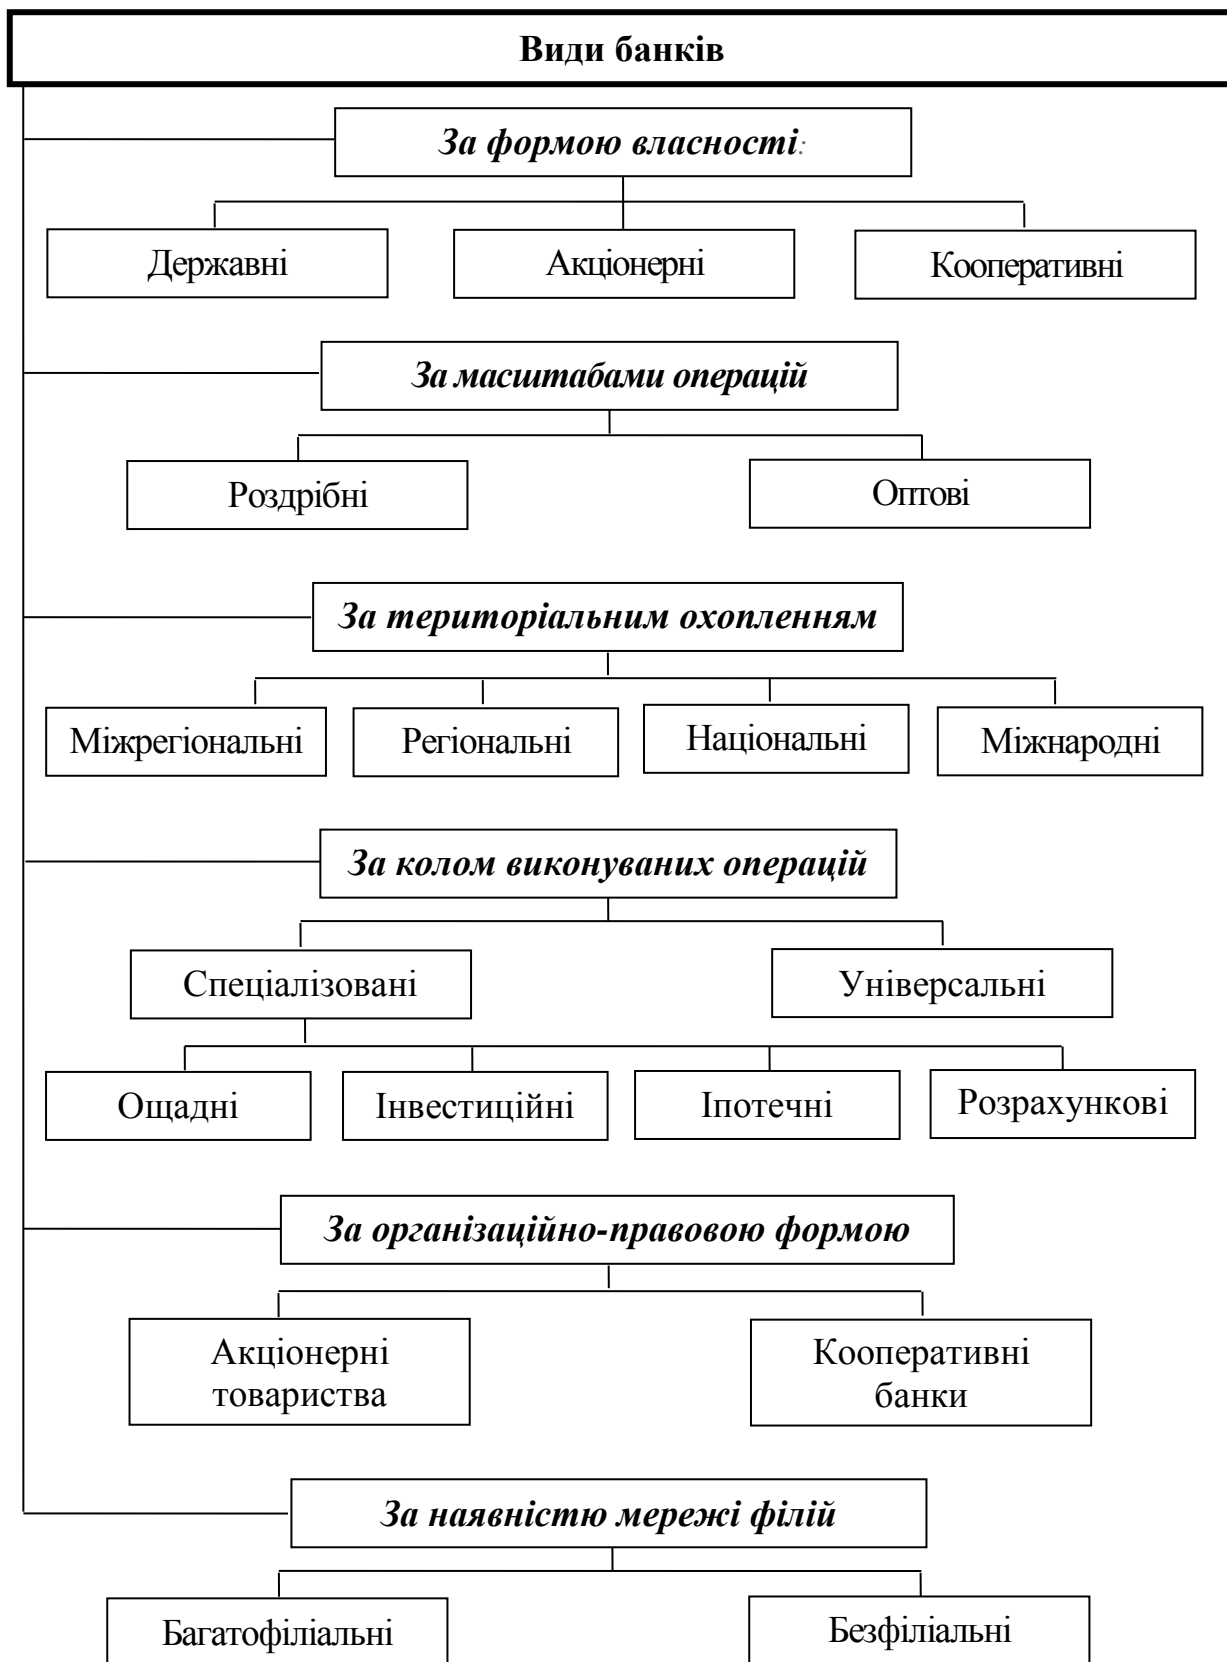 Види банків
За формою власності:
Державні
Акціонерні
Кооперативні
За масштабами операцій
Роздрібні
Оптові
За територіальним охопленням
Міжрегіональні
Регіональні
Національні
Міжнародні
За колом виконуваних операцій
Спеціалізовані
Універсальні
Ощадні
Інвестиційні
Іпотечні
Розрахункові
За організаційно-правовою формою
Акціонерні
товариства
Кооперативні
банки
За наявністю мережі філій
Багатофіліальні
Безфіліальні